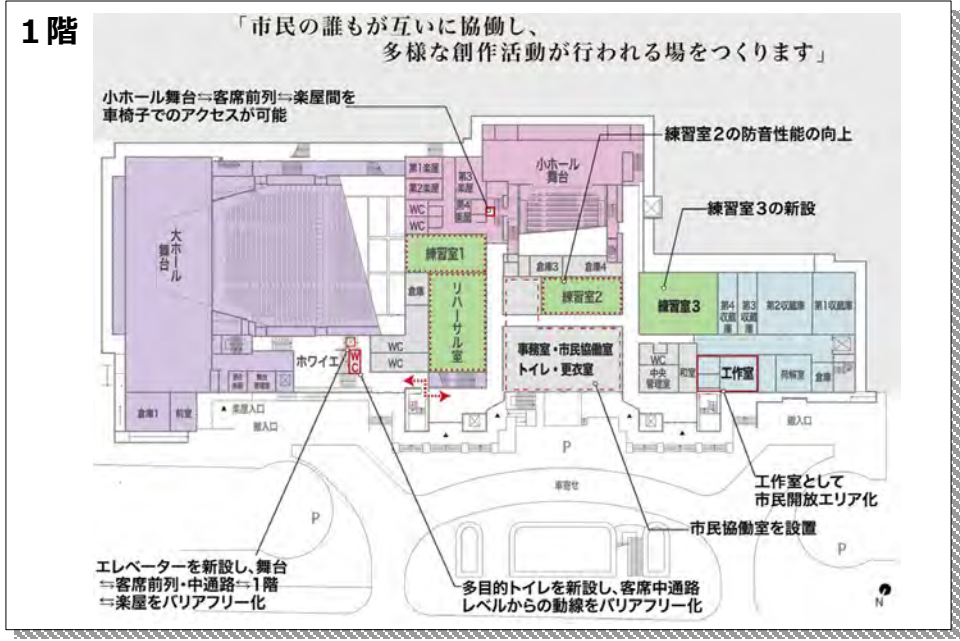 1階
「市民の誰もが互いに協働し、
多様な創作活動が行われる場をつくります」
小ホール舞台⇆客席前列⇆楽屋間を
車椅子でのアクセスが可能
練習室2の防音性能の向上
練習室3の新設
大ホール
舞台
第1楽屋
第2楽屋
第3
楽屋
第4
楽屋
WC
WC
小ホール
舞台
練習室1
リハーサル室
倉庫
WC
WC
倉庫3
倉庫4
練習室2
練習室3
第4
収蔵
庫
第3
収蔵
庫
第2収蔵庫
第1収蔵庫
ホワイエ
WC
事務室・市民協働室
トイレ・更衣室
WC
中央
管理室
和室
工作室
荷解室
倉庫
倉庫1
前室
楽屋入口
搬入口
搬入口
P
車寄せ
P
P
工作室として
市民開放エリア化
市民協働室を設置
エレベーターを新設し、舞台
⇆客席前列・中通路⇆1階
⇆楽屋をバリアフリー化
多目的トイレを新設し、客席中通路
レベルからの動線をバリアフリー化
N